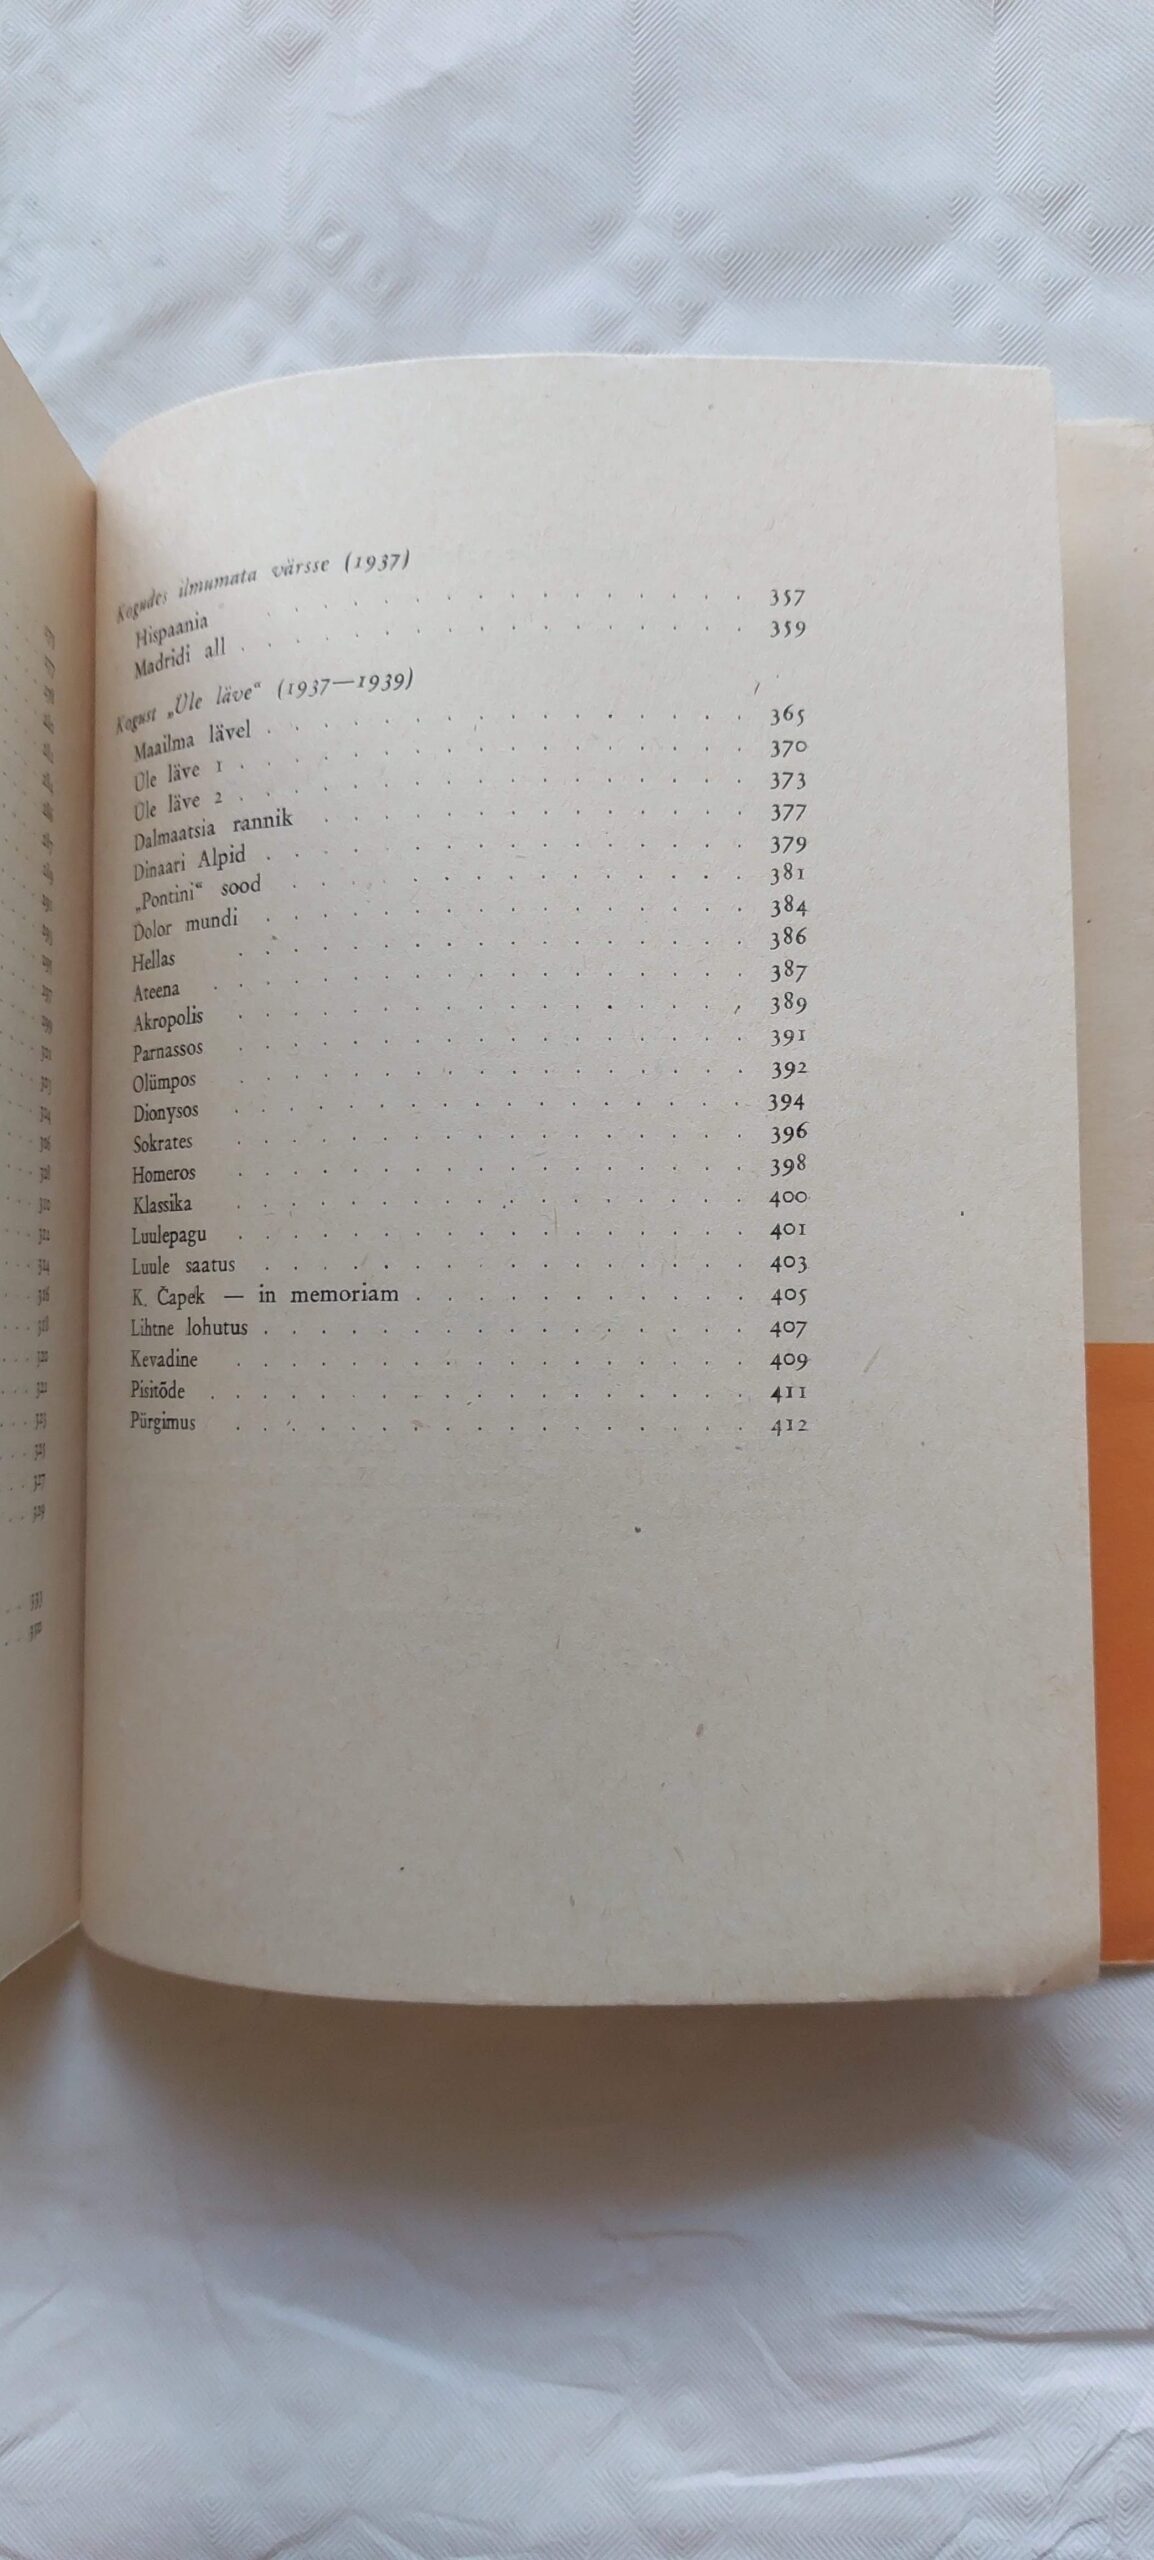 Kogudes ilmumata värsse (1937)
Hispaania . . . . . . . . . . . . . . . . 357
Madridi all . . . . . . . . . . . . . . . . 359
Kogust „Üle läve“ (1937—1939)
Maailma lävel . . . . . . . . . . . . . . . . 365
Üle läve 1 . . . . . . . . . . . . . . . . 370
Üle läve 2 . . . . . . . . . . . . . . . . 373
Dalmaatsia rannik . . . . . . . . . . . . . . 377
Dinaari Alpid . . . . . . . . . . . . . . . . 379
„Pontini“ sood . . . . . . . . . . . . . . . 381
Dolor mundi . . . . . . . . . . . . . . . . 384
Hellas . . . . . . . . . . . . . . . . 386
Ateena . . . . . . . . . . . . . . . . 387
Akropolis . . . . . . . . . . . . . . . . 389
Parnassos . . . . . . . . . . . . . . . . 391
Olümpos . . . . . . . . . . . . . . . . 392
Dionysos . . . . . . . . . . . . . . . . 394
Sokrates . . . . . . . . . . . . . . . . 396
Homeros . . . . . . . . . . . . . . . . 398
Klassika . . . . . . . . . . . . . . . . 400
Luulepagu . . . . . . . . . . . . . . . . 401
Luule saatus . . . . . . . . . . . . . . . . 403
K. Čapek — in memoriam . . . . . . . . . . . 405
Lihtne lohutus . . . . . . . . . . . . . . . . 407
Kevadine . . . . . . . . . . . . . . . . 409
Pisitõde . . . . . . . . . . . . . . . . 411
Pürgimus . . . . . . . . . . . . . . . . 412